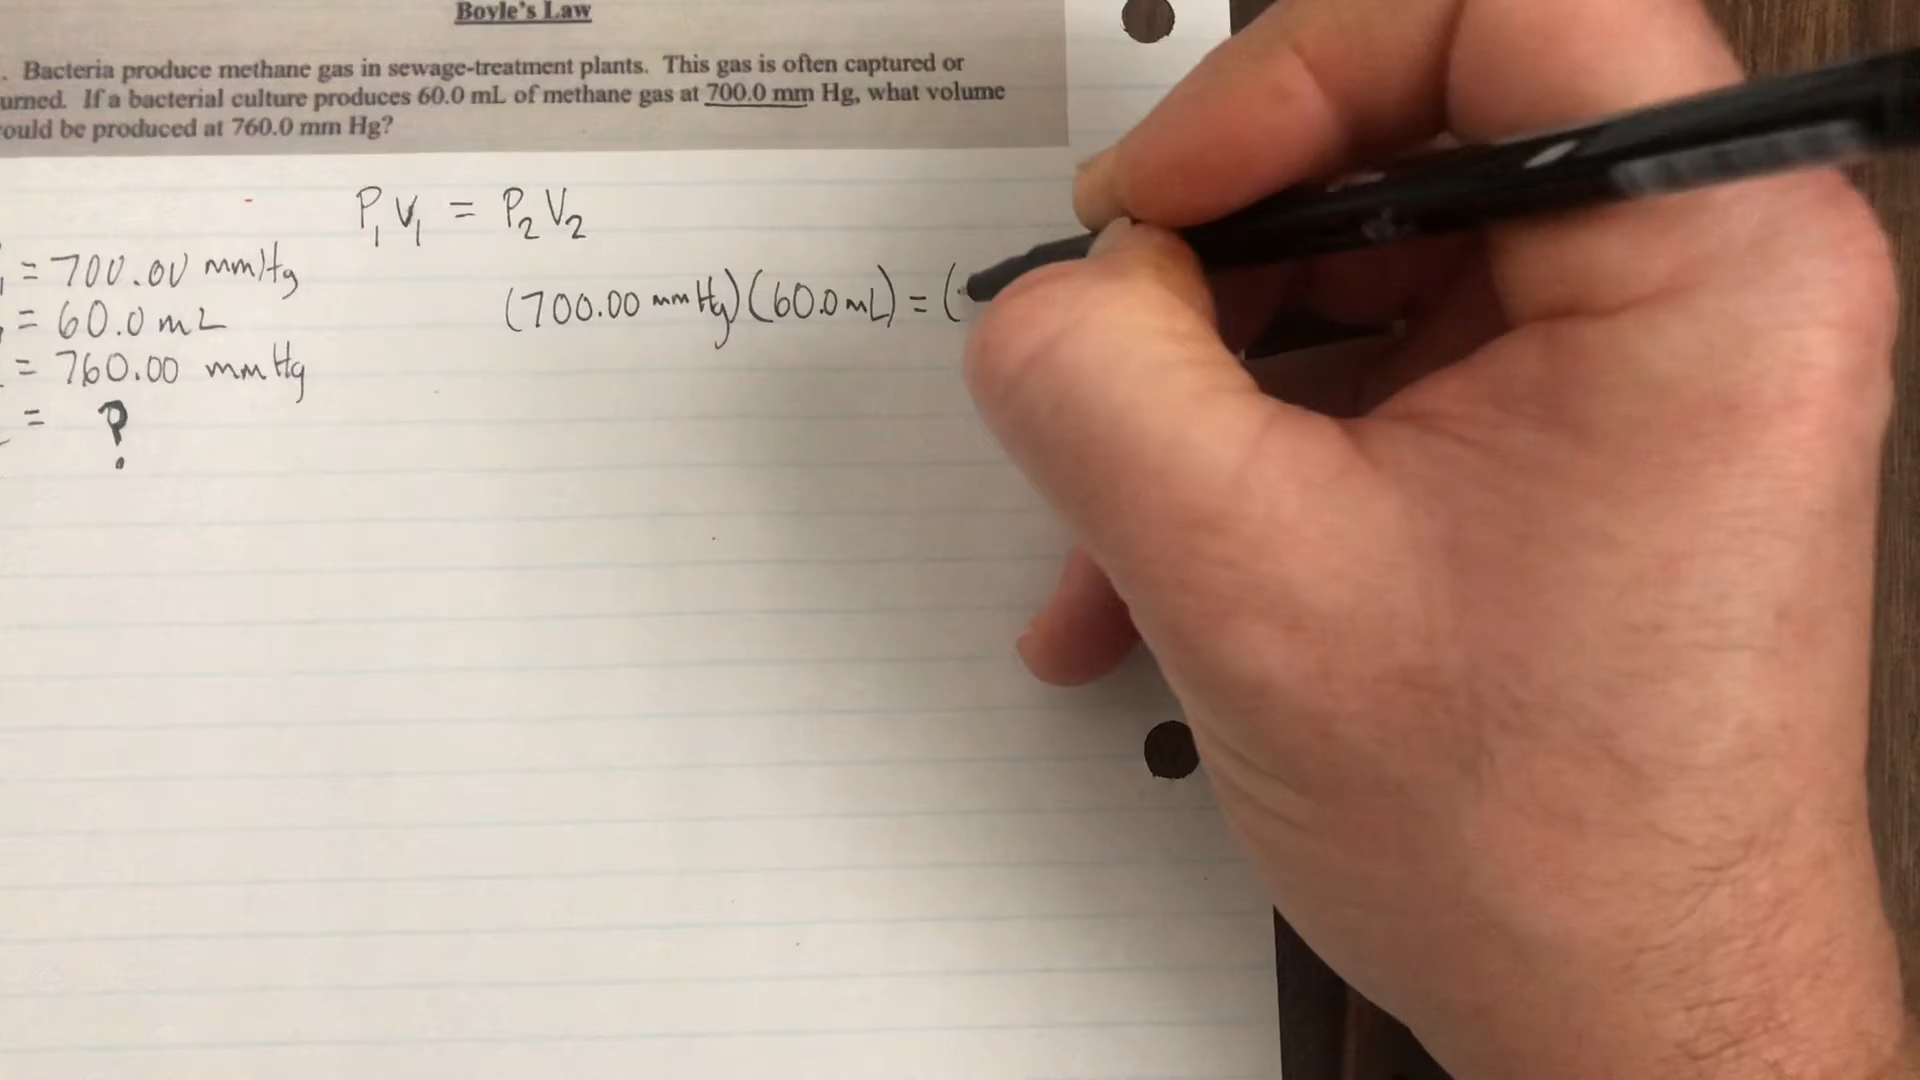 Boyle's Law
. Bacteria produce methane gas in sewage-treatment plants. This gas is often captured or
urned. If a bacterial culture produces 60.0 mL of methane gas at 700.0 mm Hg, what volume
ould be produced at 760.0 mm Hg?
P₁V₁ = P₂V₂
= 700.00 mmHg
(700.00 mmHg)(60.0mL) = (
= 60.0 mL
= 760.00 mmHg
= ?